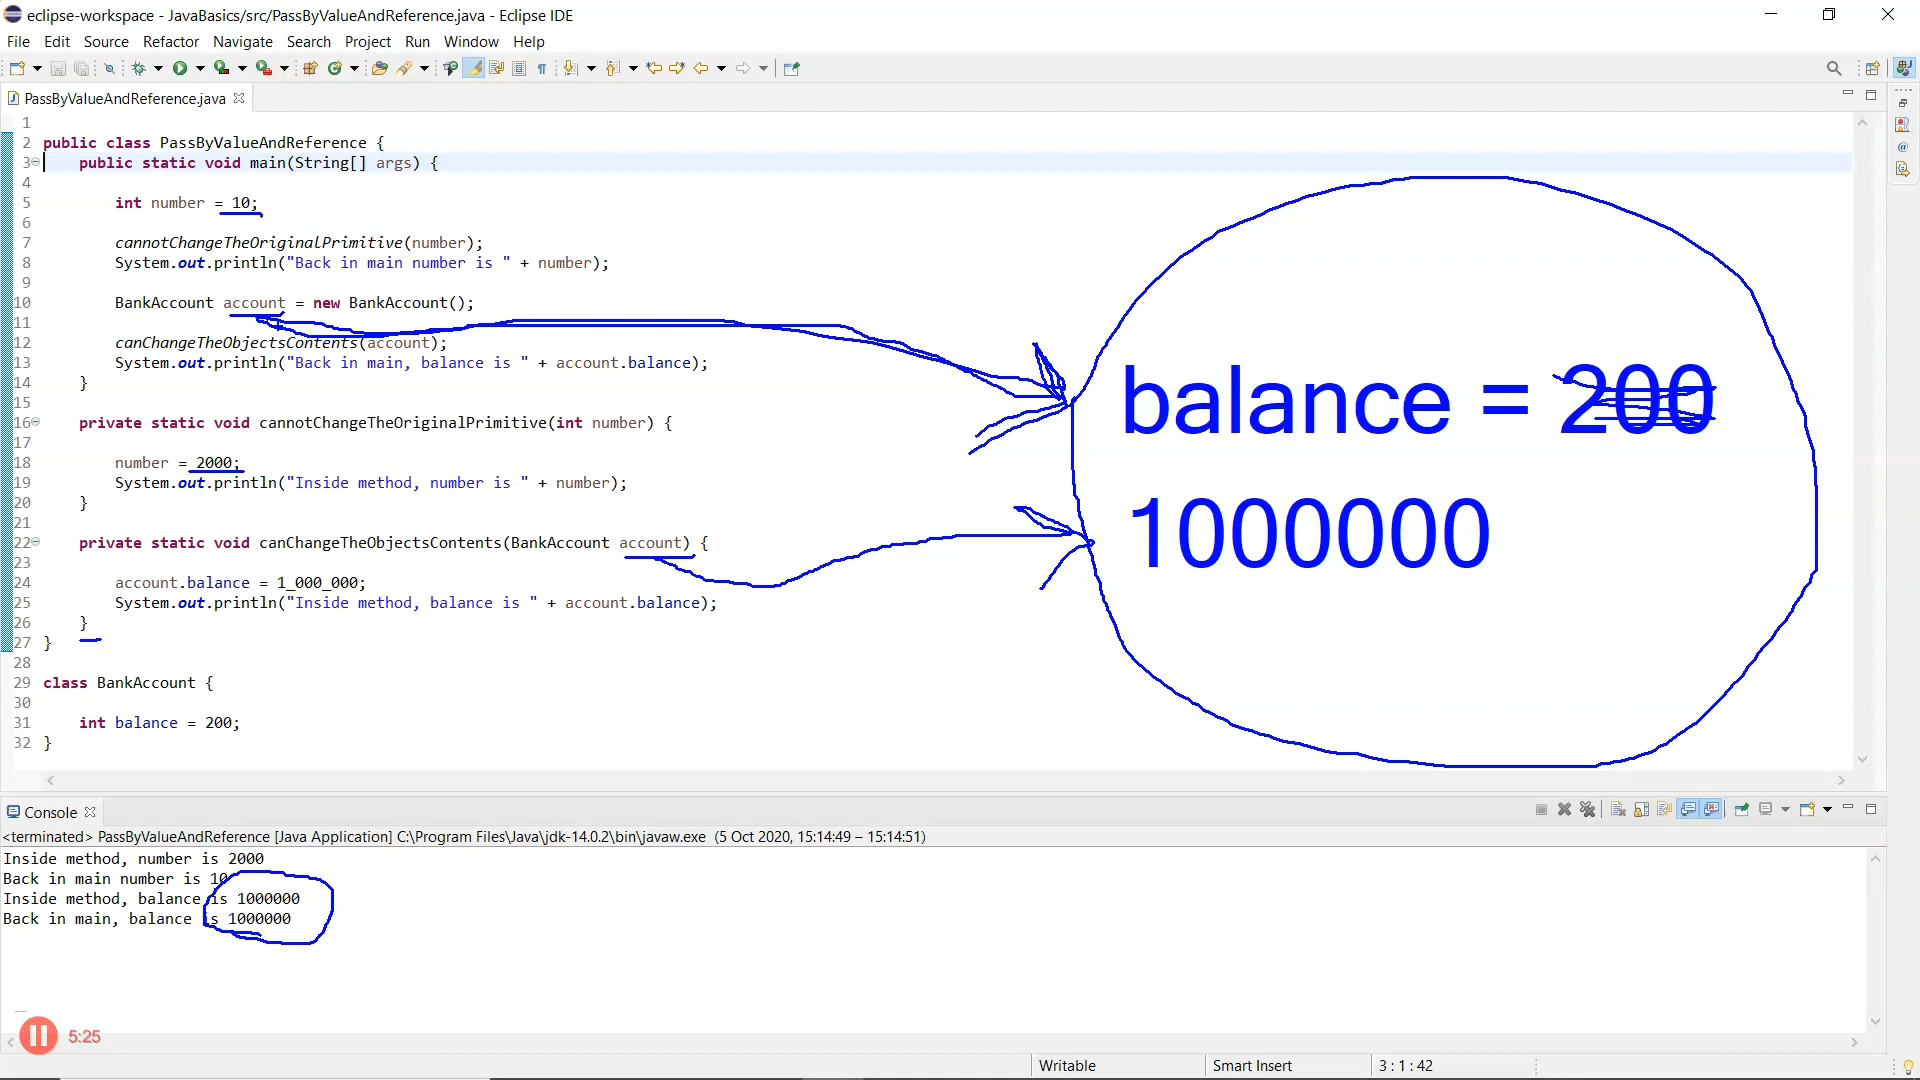 eclipse-workspace - JavaBasics/src/PassByValueAndReference.java - Eclipse IDE
File Edit Source Refactor Navigate Search Project Run Window Help
PassByValueAndReference.java
1
2 public class PassByValueAndReference {
3 public static void main(String[] args) {
4
5 int number = 10;
6
7 cannotChangeTheOriginalPrimitive(number);
8 System.out.println("Back in main number is " + number);
9
10 BankAccount account = new BankAccount();
11
12 canChangeTheObjectsContents(account);
13 System.out.println("Back in main, balance is " + account.balance);
14 }
15
16 private static void cannotChangeTheOriginalPrimitive(int number) {
17
18 number = 2000;
19 System.out.println("Inside method, number is " + number);
20 }
21
22 private static void canChangeTheObjectsContents(BankAccount account) {
23
24 account.balance = 1_000_000;
25 System.out.println("Inside method, balance is " + account.balance);
26 }
27 }
28
29 class BankAccount {
30
31 int balance = 200;
32 }
balance = 200
1000000
Console
<terminated> PassByValueAndReference [Java Application] C:\Program Files\Java\jdk-14.0.2\bin\javaw.exe (5 Oct 2020, 15:14:49 – 15:14:51)
Inside method, number is 2000
Back in main number is 10
Inside method, balance is 1000000
Back in main, balance is 1000000
5:25
Writable Smart Insert 3 : 1 : 42